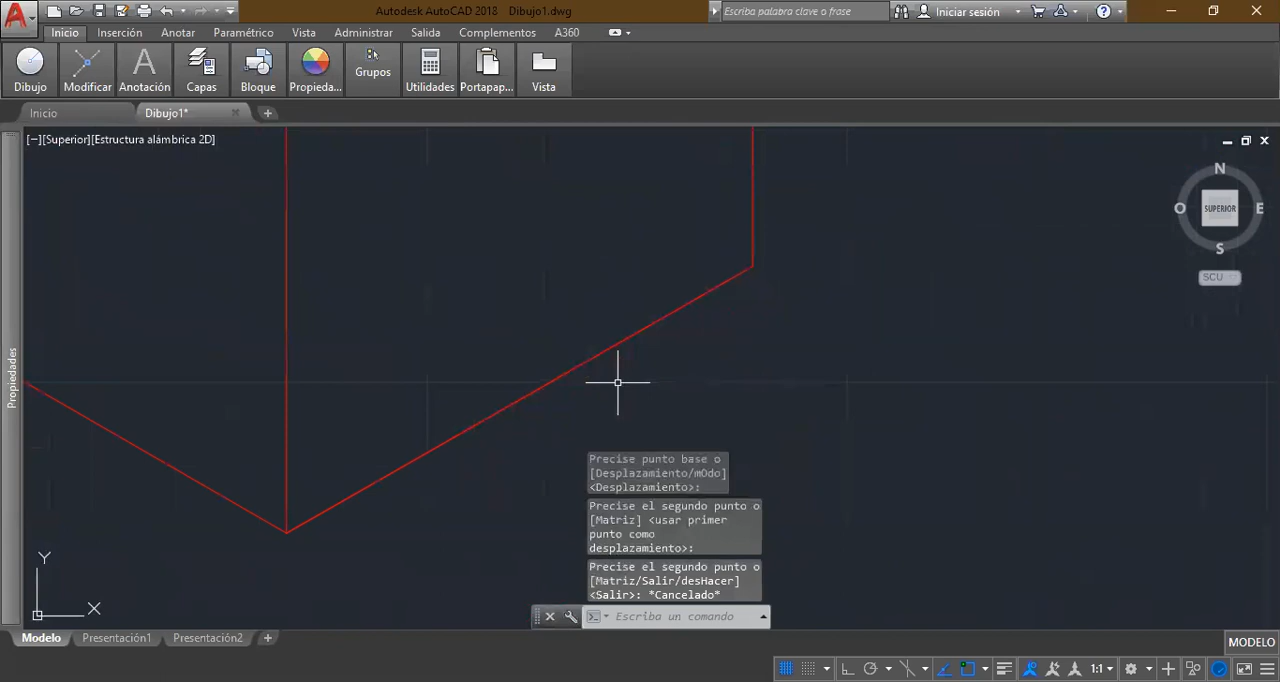 Autodesk AutoCAD 2018 Dibujo1.dwg
Escriba palabra clave o frase
Iniciar sesión
Inicio Inserción Anotar Paramétrico Vista Administrar Salida Complementos A360
Dibujo Modificar Anotación Capas Bloque Propieda... Grupos Utilidades Portapap... Vista
Inicio Dibujo1*
[−][Superior][Estructura alámbrica 2D]
N
O SUPERIOR E
S
SCU
Propiedades
Precise punto base o
[Desplazamiento/mOdo]
<Desplazamiento>:
Precise el segundo punto o
[Matriz] <usar primer
punto como
desplazamiento>:
Precise el segundo punto o
[Matriz/Salir/desHacer]
<Salir>: *Cancelado*
Y
X
Escriba un comando
Modelo Presentación1 Presentación2
MODELO
1:1